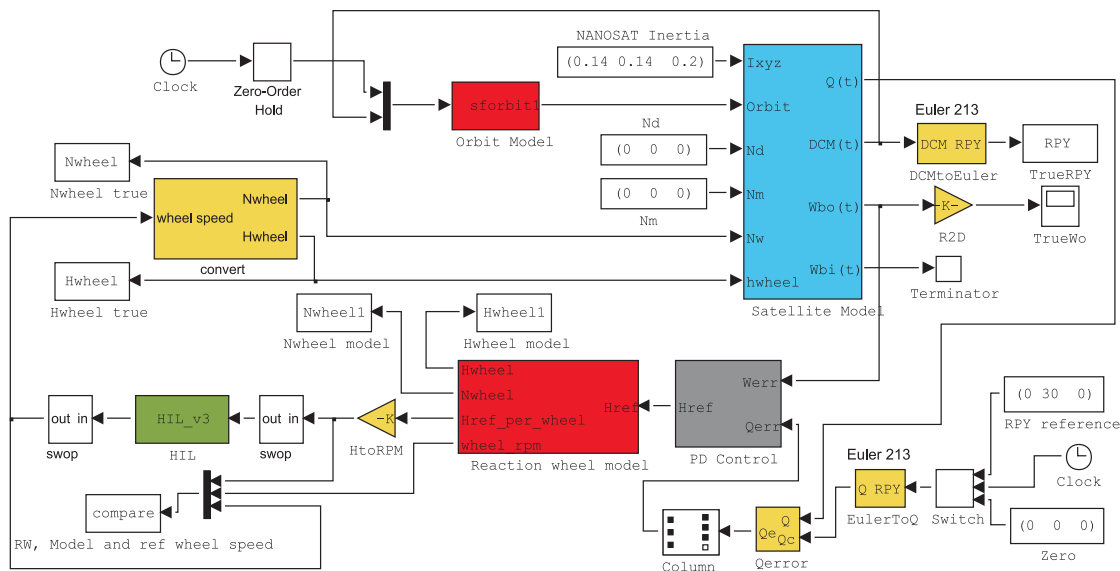 NANOSAT Inertia
(0.14 0.14 0.2)
Ixyz
Q(t)
Clock
Zero-Order
Hold
sforbit1
Orbit Model
Orbit
Nd
(0 0 0)
Nd
Euler 213
DCM(t)
DCM RPY
DCMtoEuler
RPY
TrueRPY
Nwheel
Nwheel true
(0 0 0)
Nm
Nm
wheel speed
Nwheel
Hwheel
convert
Wbo(t)
-K-
R2D
TrueWo
Nw
Hwheel
Hwheel true
hwheel
Wbi(t)
Terminator
Satellite Model
Nwheel1
Nwheel model
Hwheel1
Hwheel model
Hwheel
Nwheel
Href_per_wheel
wheel rpm
Href
Reaction wheel model
Werr
Href
Qerr
PD Control
out in
swop
HIL_v3
HIL
out in
swop
-K
HtoRPM
(0 30 0)
RPY reference
Clock
Euler 213
Q RPY
EulerToQ
Switch
(0 0 0)
Zero
compare
RW, Model and ref wheel speed
Column
Q
Qe
Qc
Qerror